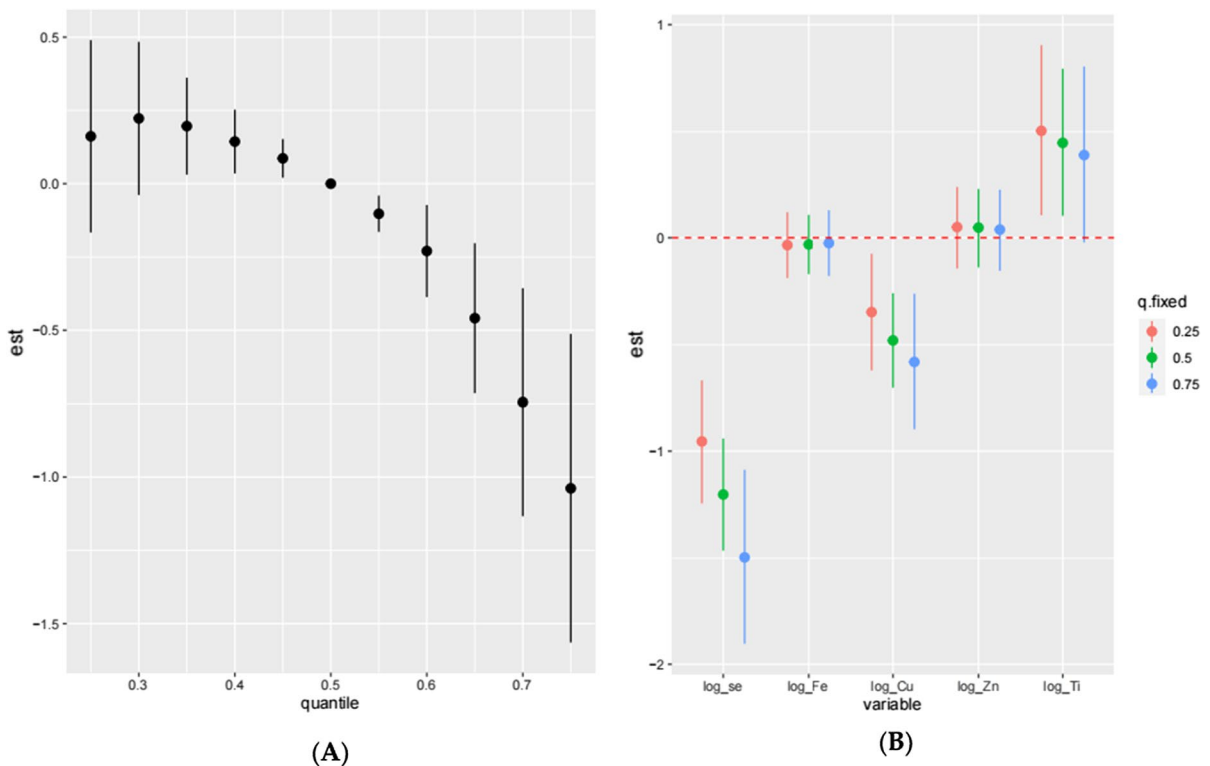 0.5
0.0
−0.5
−1.0
−1.5
est
0.3 0.4 0.5 0.6 0.7
quantile
(A)
1
0
−1
−2
est
log_se log_Fe log_Cu log_Zn log_Ti
variable
(B)
q.fixed
0.25
0.5
0.75